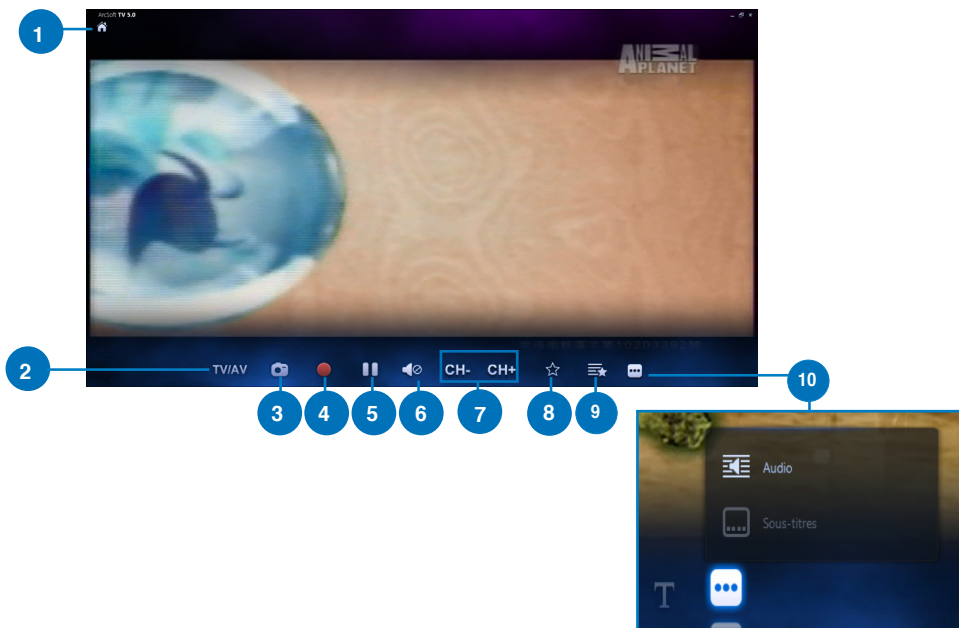 ArcSoft TV 5.0
1
ANIMAL
PLANET
2
TV/AV
CH-
CH+
10
3
4
5
6
7
8
9
Audio
Sous-titres
T